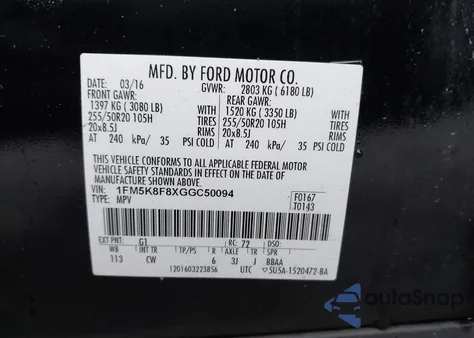 MFD. BY FORD MOTOR CO.
DATE: 03/16 GVWR: 2803 KG ( 6180 LB)
FRONT GAWR: REAR GAWR:
1397 KG ( 3080 LB) WITH 1520 KG ( 3350 LB) WITH
255/50R20 105H TIRES 255/50R20 105H TIRES
20x8.5J RIMS 20x8.5J RIMS
AT 240 kPa/ 35 PSI COLD AT 240 kPa/ 35 PSI COLD
THIS VEHICLE CONFORMS TO ALL APPLICABLE FEDERAL MOTOR
VEHICLE SAFETY STANDARDS IN EFFECT ON THE DATE OF
MANUFACTURE SHOWN ABOVE.
VIN: 1FM5K8F8XGGC50094 F0167
TYPE: MPV T0143
EXT PNT: G1 RC: 72
WB INT TR TP/PS R AXLE TR SPR
113 CW 6 3J J BBAA
1201603223856 UTC 5U5A-1520472-BA
autoSnap